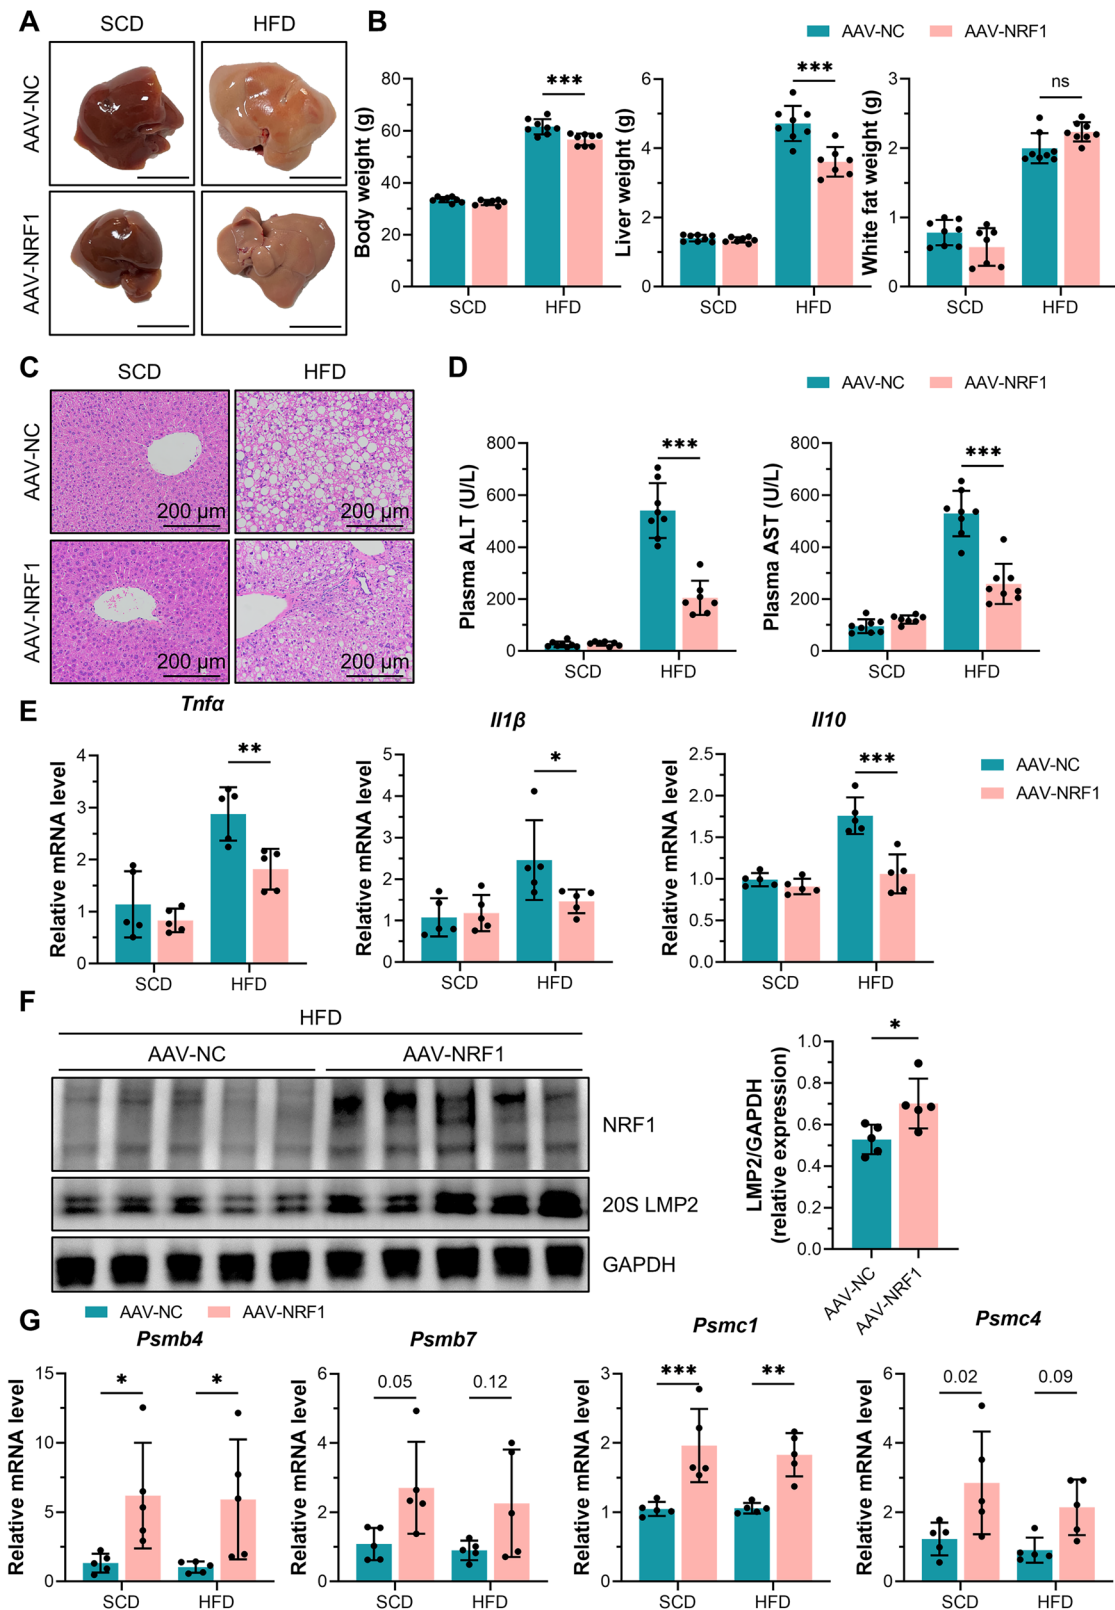 A
SCD HFD
AAV-NC
AAV-NRF1
B
AAV-NC AAV-NRF1
Body weight (g)
80
60
40
20
0
***
SCD HFD
Liver weight (g)
6
4
2
0
***
SCD HFD
White fat weight (g)
3
2
1
0
ns
SCD HFD
C
SCD HFD
AAV-NC
200 µm 200 µm
AAV-NRF1
200 µm 200 µm
D
AAV-NC AAV-NRF1
Plasma ALT (U/L)
800
600
400
200
0
***
SCD HFD
Plasma AST (U/L)
800
600
400
200
0
***
SCD HFD
E
Tnfα
Relative mRNA level
4
3
2
1
0
**
SCD HFD
Il1β
Relative mRNA level
5
4
3
2
1
0
*
SCD HFD
Il10
Relative mRNA level
2.5
2.0
1.5
1.0
0.5
0.0
***
SCD HFD
AAV-NC
AAV-NRF1
F
HFD
AAV-NC AAV-NRF1
NRF1
20S LMP2
GAPDH
LMP2/GAPDH
(relative expression)
1.0
0.8
0.6
0.4
0.2
0.0
*
AAV-NC
AAV-NRF1
G
AAV-NC AAV-NRF1
Psmb4
Relative mRNA level
15
10
5
0
* *
SCD HFD
Psmb7
Relative mRNA level
6
4
2
0
0.05 0.12
SCD HFD
Psmc1
Relative mRNA level
3
2
1
0
*** **
SCD HFD
Psmc4
Relative mRNA level
6
4
2
0
0.02 0.09
SCD HFD